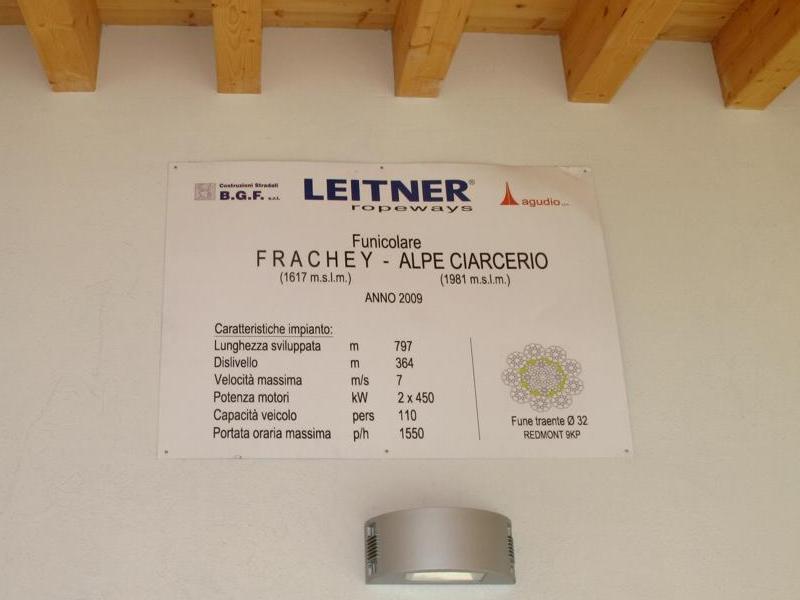 Costruzioni Stradali
B.G.F. s.r.l.
LEITNER®
ropeways
agudio
Funicolare
FRACHEY - ALPE CIARCERIO
(1617 m.s.l.m.) (1981 m.s.l.m.)
ANNO 2009
Caratteristiche impianto:
Lunghezza sviluppata m 797
Dislivello m 364
Velocità massima m/s 7
Potenza motori kW 2 x 450
Capacità veicolo pers 110
Portata oraria massima p/h 1550
Fune traente Ø 32
REDMONT 9KP